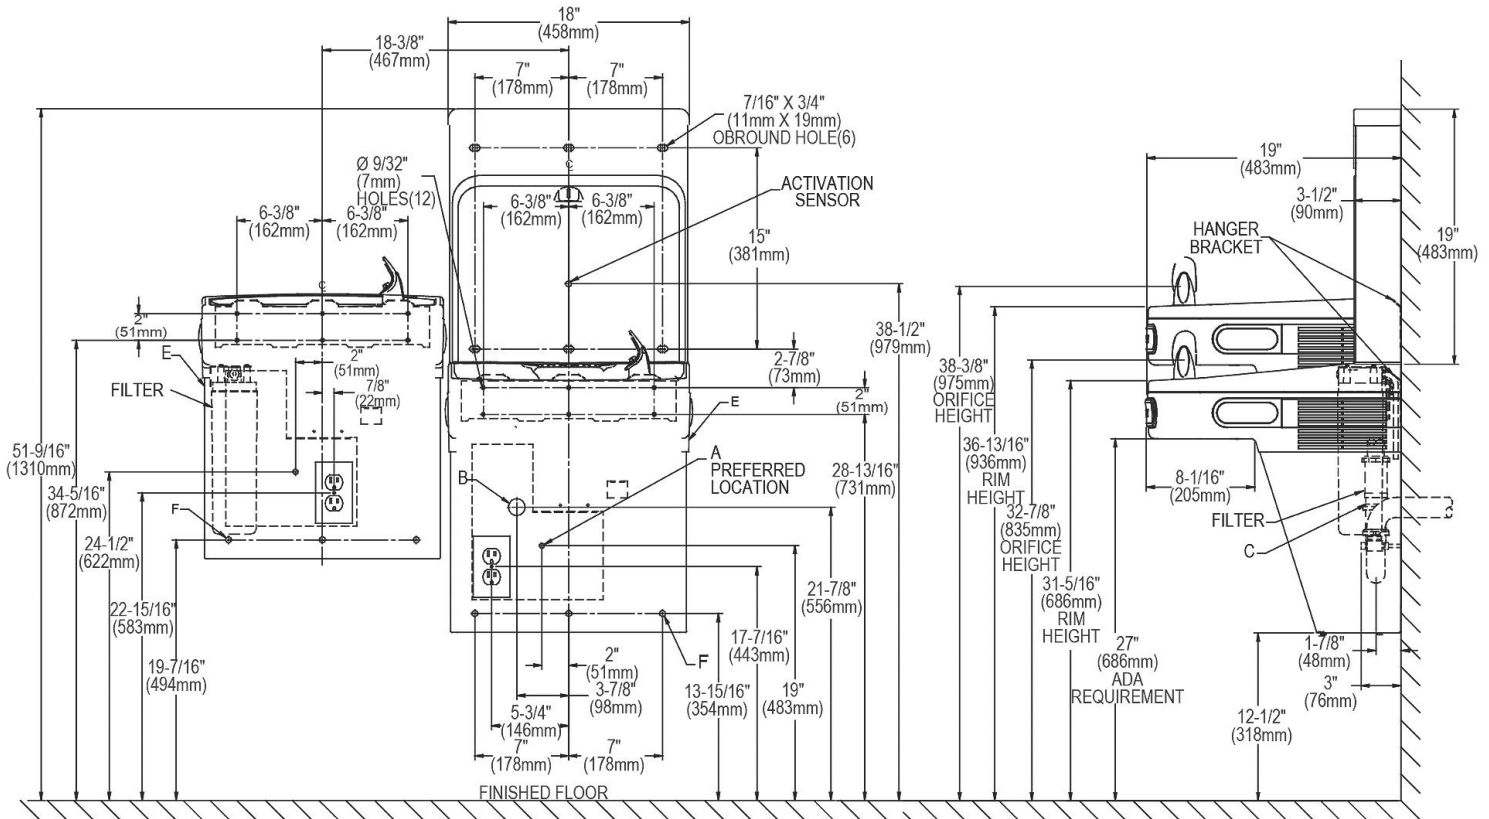 18"
(458mm)
18-3/8"
(467mm)
7"
(178mm)
7"
(178mm)
7/16" X 3/4"
(11mm X 19mm)
OBROUND HOLE(6)
Ø 9/32"
(7mm)
HOLES(12)
ACTIVATION
SENSOR
6-3/8"
(162mm)
6-3/8"
(162mm)
6-3/8"
(162mm)
6-3/8"
(162mm)
15"
(381mm)
19"
(483mm)
3-1/2"
(90mm)
HANGER
BRACKET
19"
(483mm)
2"
(51mm)
E
FILTER
2"
(51mm)
7/8"
(22mm)
2-7/8"
(73mm)
2"
(51mm)
E
38-1/2"
(979mm)
38-3/8"
(975mm)
ORIFICE
HEIGHT
36-13/16"
(936mm)
RIM
HEIGHT
32-7/8"
(835mm)
ORIFICE
HEIGHT
31-5/16"
(686mm)
RIM
HEIGHT
27"
(686mm)
ADA
REQUIREMENT
51-9/16"
(1310mm)
34-5/16"
(872mm)
24-1/2"
(622mm)
22-15/16"
(583mm)
19-7/16"
(494mm)
F
B
A
PREFERRED
LOCATION
28-13/16"
(731mm)
21-7/8"
(556mm)
17-7/16"
(443mm)
19"
(483mm)
13-15/16"
(354mm)
F
2"
(51mm)
3-7/8"
(98mm)
5-3/4"
(146mm)
7"
(178mm)
7"
(178mm)
8-1/16"
(205mm)
FILTER
C
1-7/8"
(48mm)
3"
(76mm)
12-1/2"
(318mm)
FINISHED FLOOR